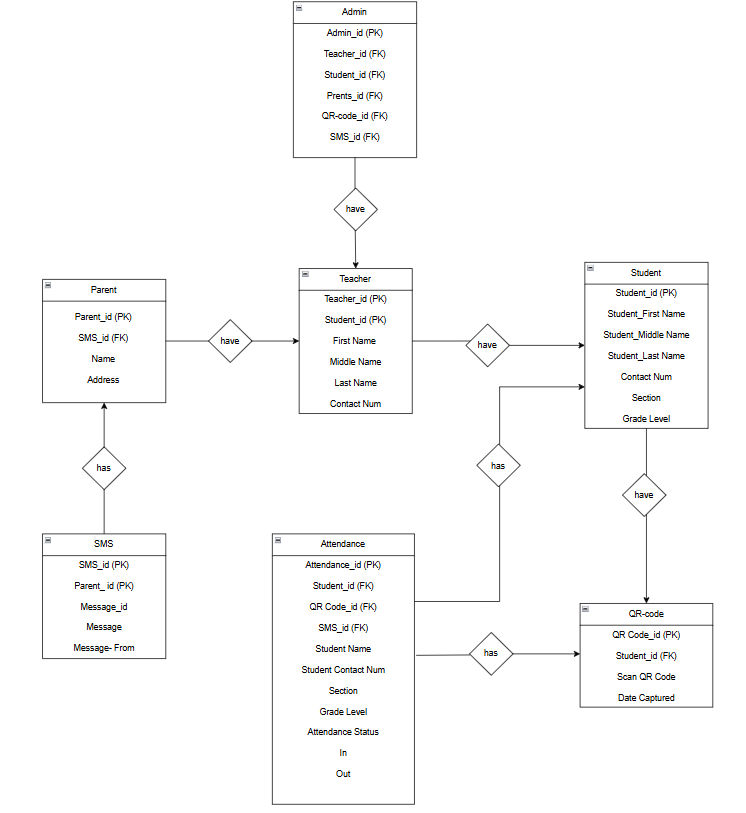 Admin
Admin_id (PK)
Teacher_id (FK)
Student_id (FK)
Prents_id (FK)
QR-code_id (FK)
SMS_id (FK)
have
Parent
Parent_id (PK)
SMS_id (FK)
Name
Address
have
Teacher
Teacher_id (PK)
Student_id (PK)
First Name
Middle Name
Last Name
Contact Num
have
Student
Student_id (PK)
Student_First Name
Student_Middle Name
Student_Last Name
Contact Num
Section
Grade Level
has
has
have
SMS
SMS_id (PK)
Parent_ id (PK)
Message_id
Message
Message- From
Attendance
Attendance_id (PK)
Student_id (FK)
QR Code_id (FK)
SMS_id (FK)
Student Name
Student Contact Num
Section
Grade Level
Attendance Status
In
Out
has
QR-code
QR Code_id (PK)
Student_id (FK)
Scan QR Code
Date Captured